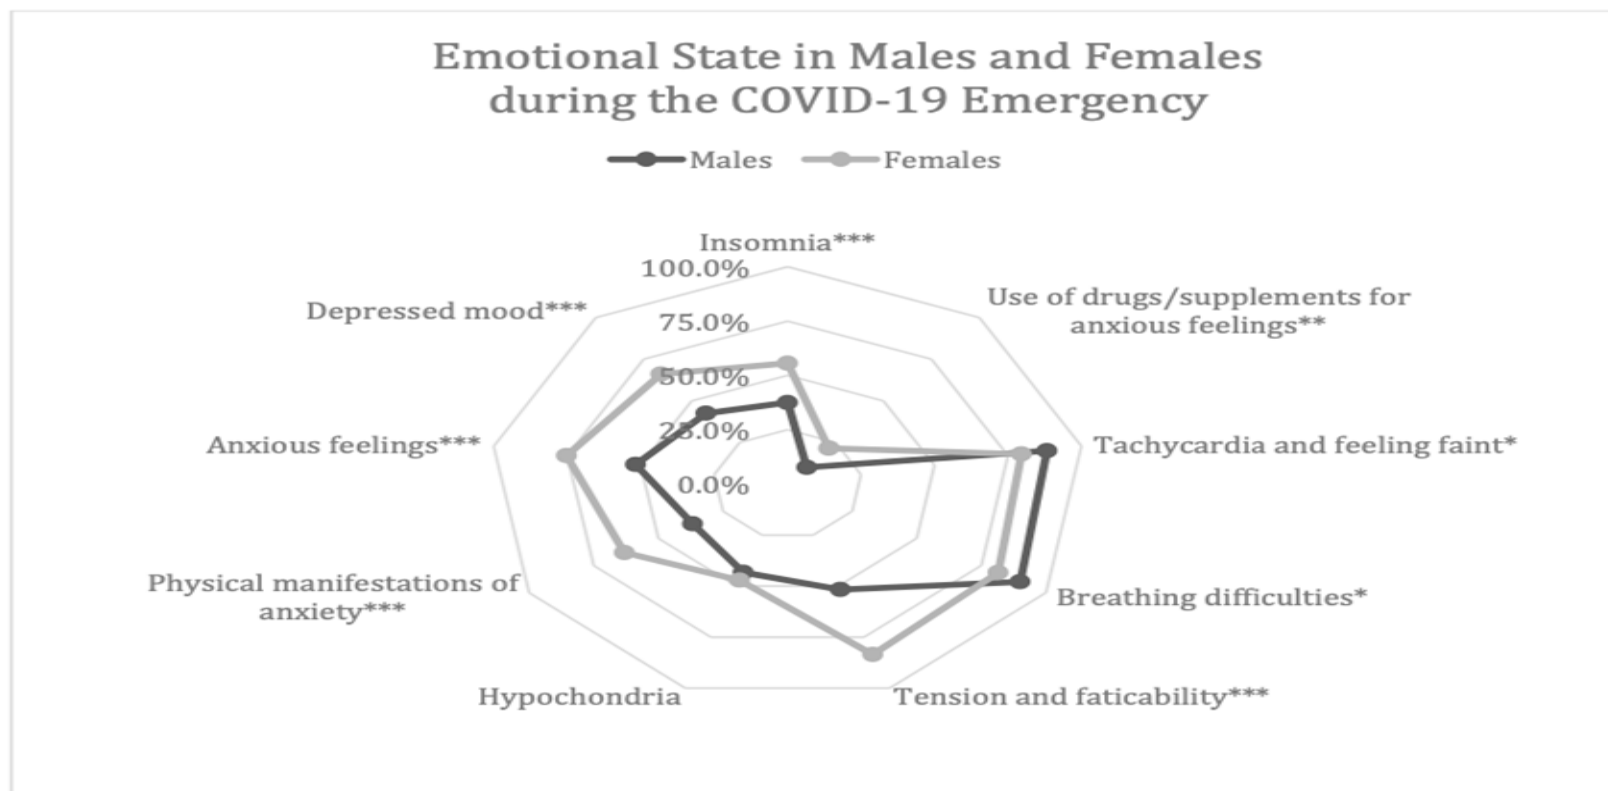 Emotional State in Males and Females
during the COVID-19 Emergency
Males Females
Insomnia***
100.0%
Use of drugs/supplements for
anxious feelings**
Depressed mood***
75.0%
50.0%
25.0%
Anxious feelings***
Tachycardia and feeling faint*
0.0%
Physical manifestations of
anxiety***
Breathing difficulties*
Hypochondria
Tension and faticability***